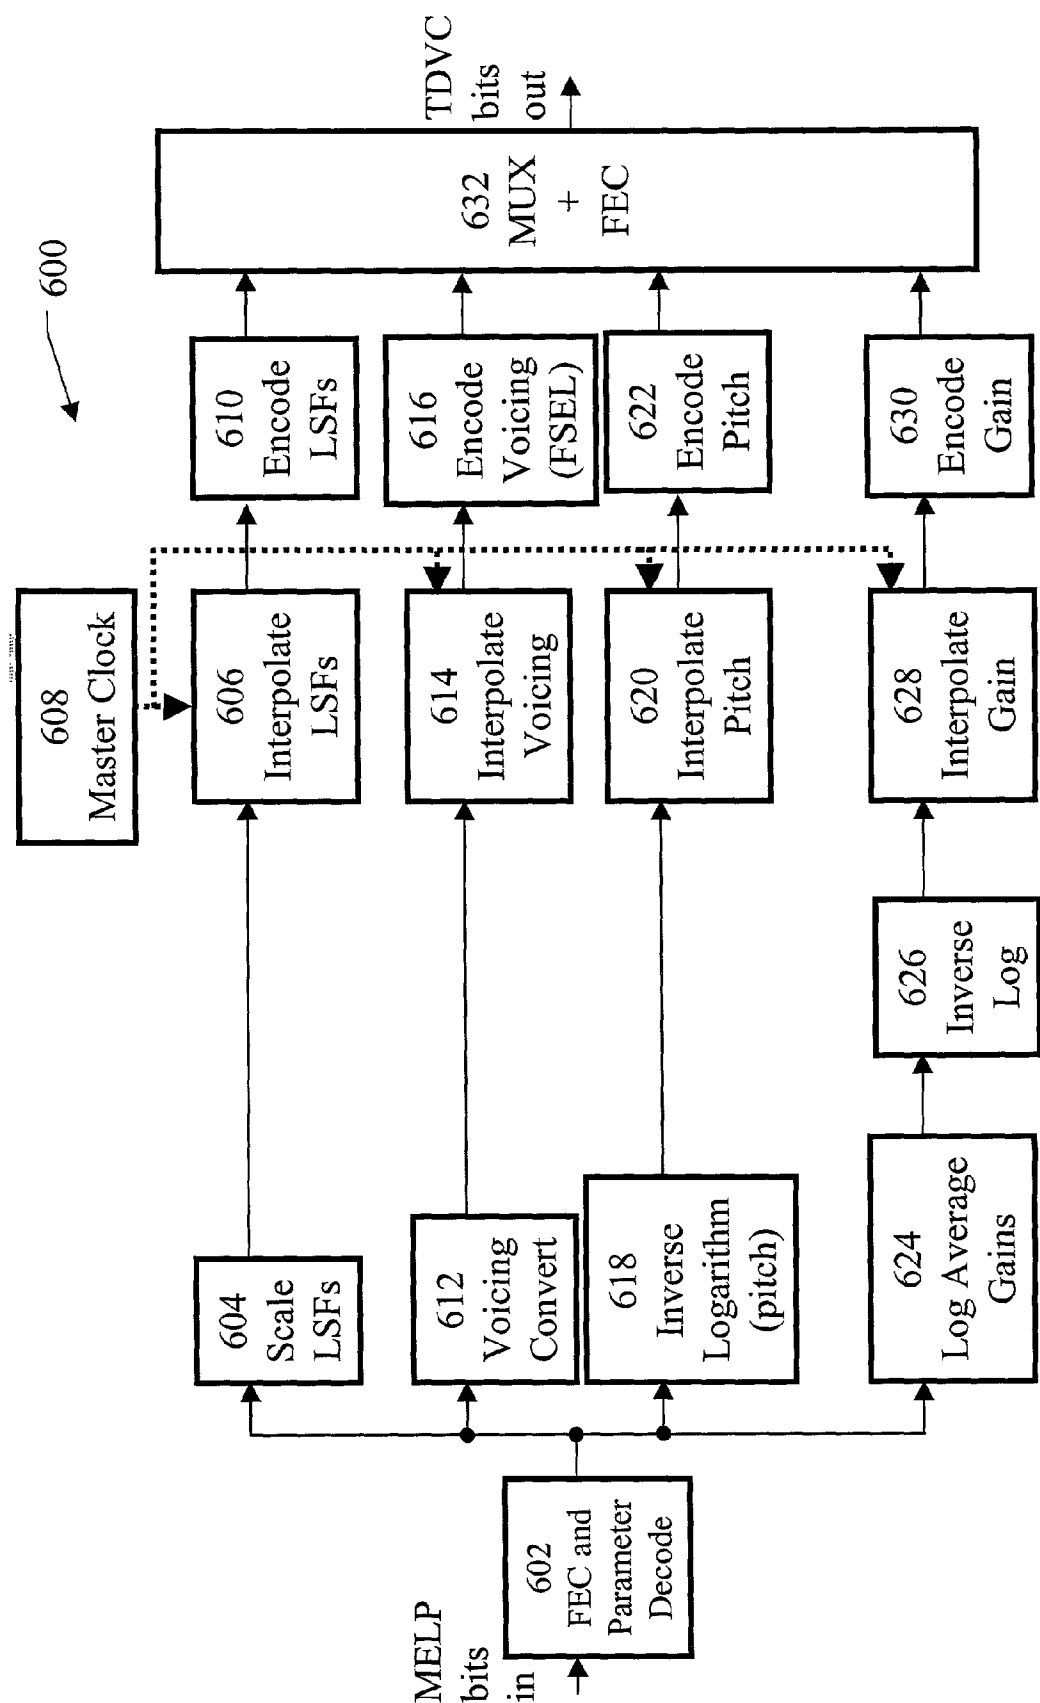 600
MELP
bits
in
602
FEC and
Parameter
Decode
604
Scale
LSFs
608
Master Clock
606
Interpolate
LSFs
610
Encode
LSFs
612
Voicing
Convert
614
Interpolate
Voicing
616
Encode
Voicing
(FSEL)
618
Inverse
Logarithm
(pitch)
620
Interpolate
Pitch
622
Encode
Pitch
624
Log Average
Gains
626
Inverse
Log
628
Interpolate
Gain
630
Encode
Gain
632
MUX
+
FEC
TDVC
bits
out